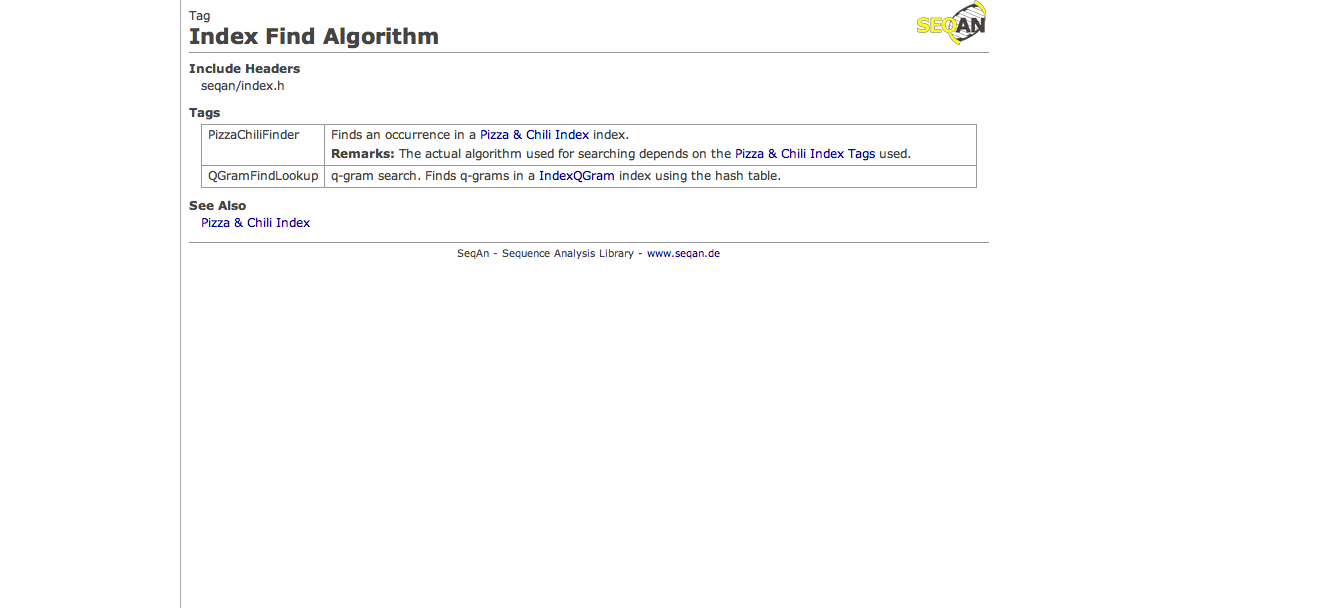 Tag
Index Find Algorithm
SEQAN
Include Headers
seqan/index.h
Tags
PizzaChiliFinder Finds an occurrence in a Pizza & Chili Index index.
Remarks: The actual algorithm used for searching depends on the Pizza & Chili Index Tags used.
QGramFindLookup q-gram search. Finds q-grams in a IndexQGram index using the hash table.
See Also
Pizza & Chili Index
SeqAn - Sequence Analysis Library - www.seqan.de